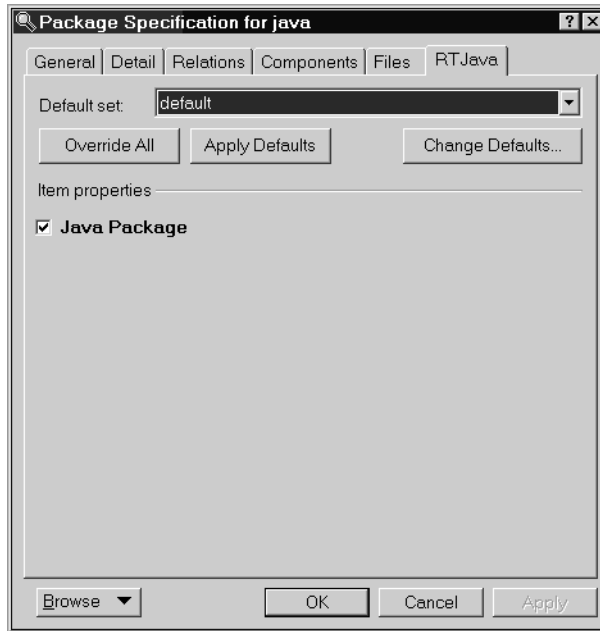 Package Specification for java
General Detail Relations Components Files RTJava
Default set: default
Override All Apply Defaults Change Defaults...
Item properties
Java Package
Browse OK Cancel Apply